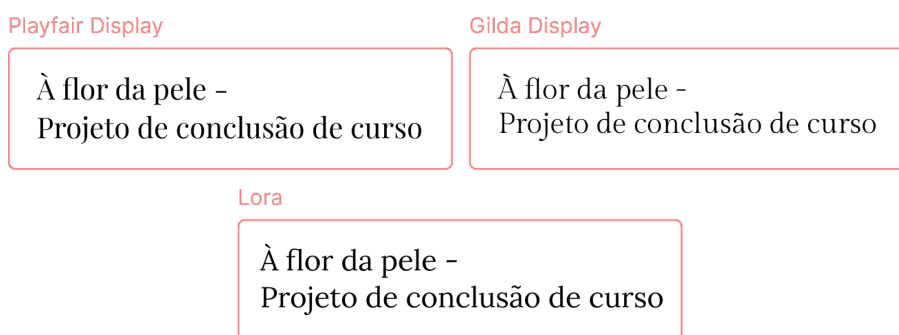 Playfair Display
À flor da pele -
Projeto de conclusão de curso
Gilda Display
À flor da pele -
Projeto de conclusão de curso
Lora
À flor da pele -
Projeto de conclusão de curso